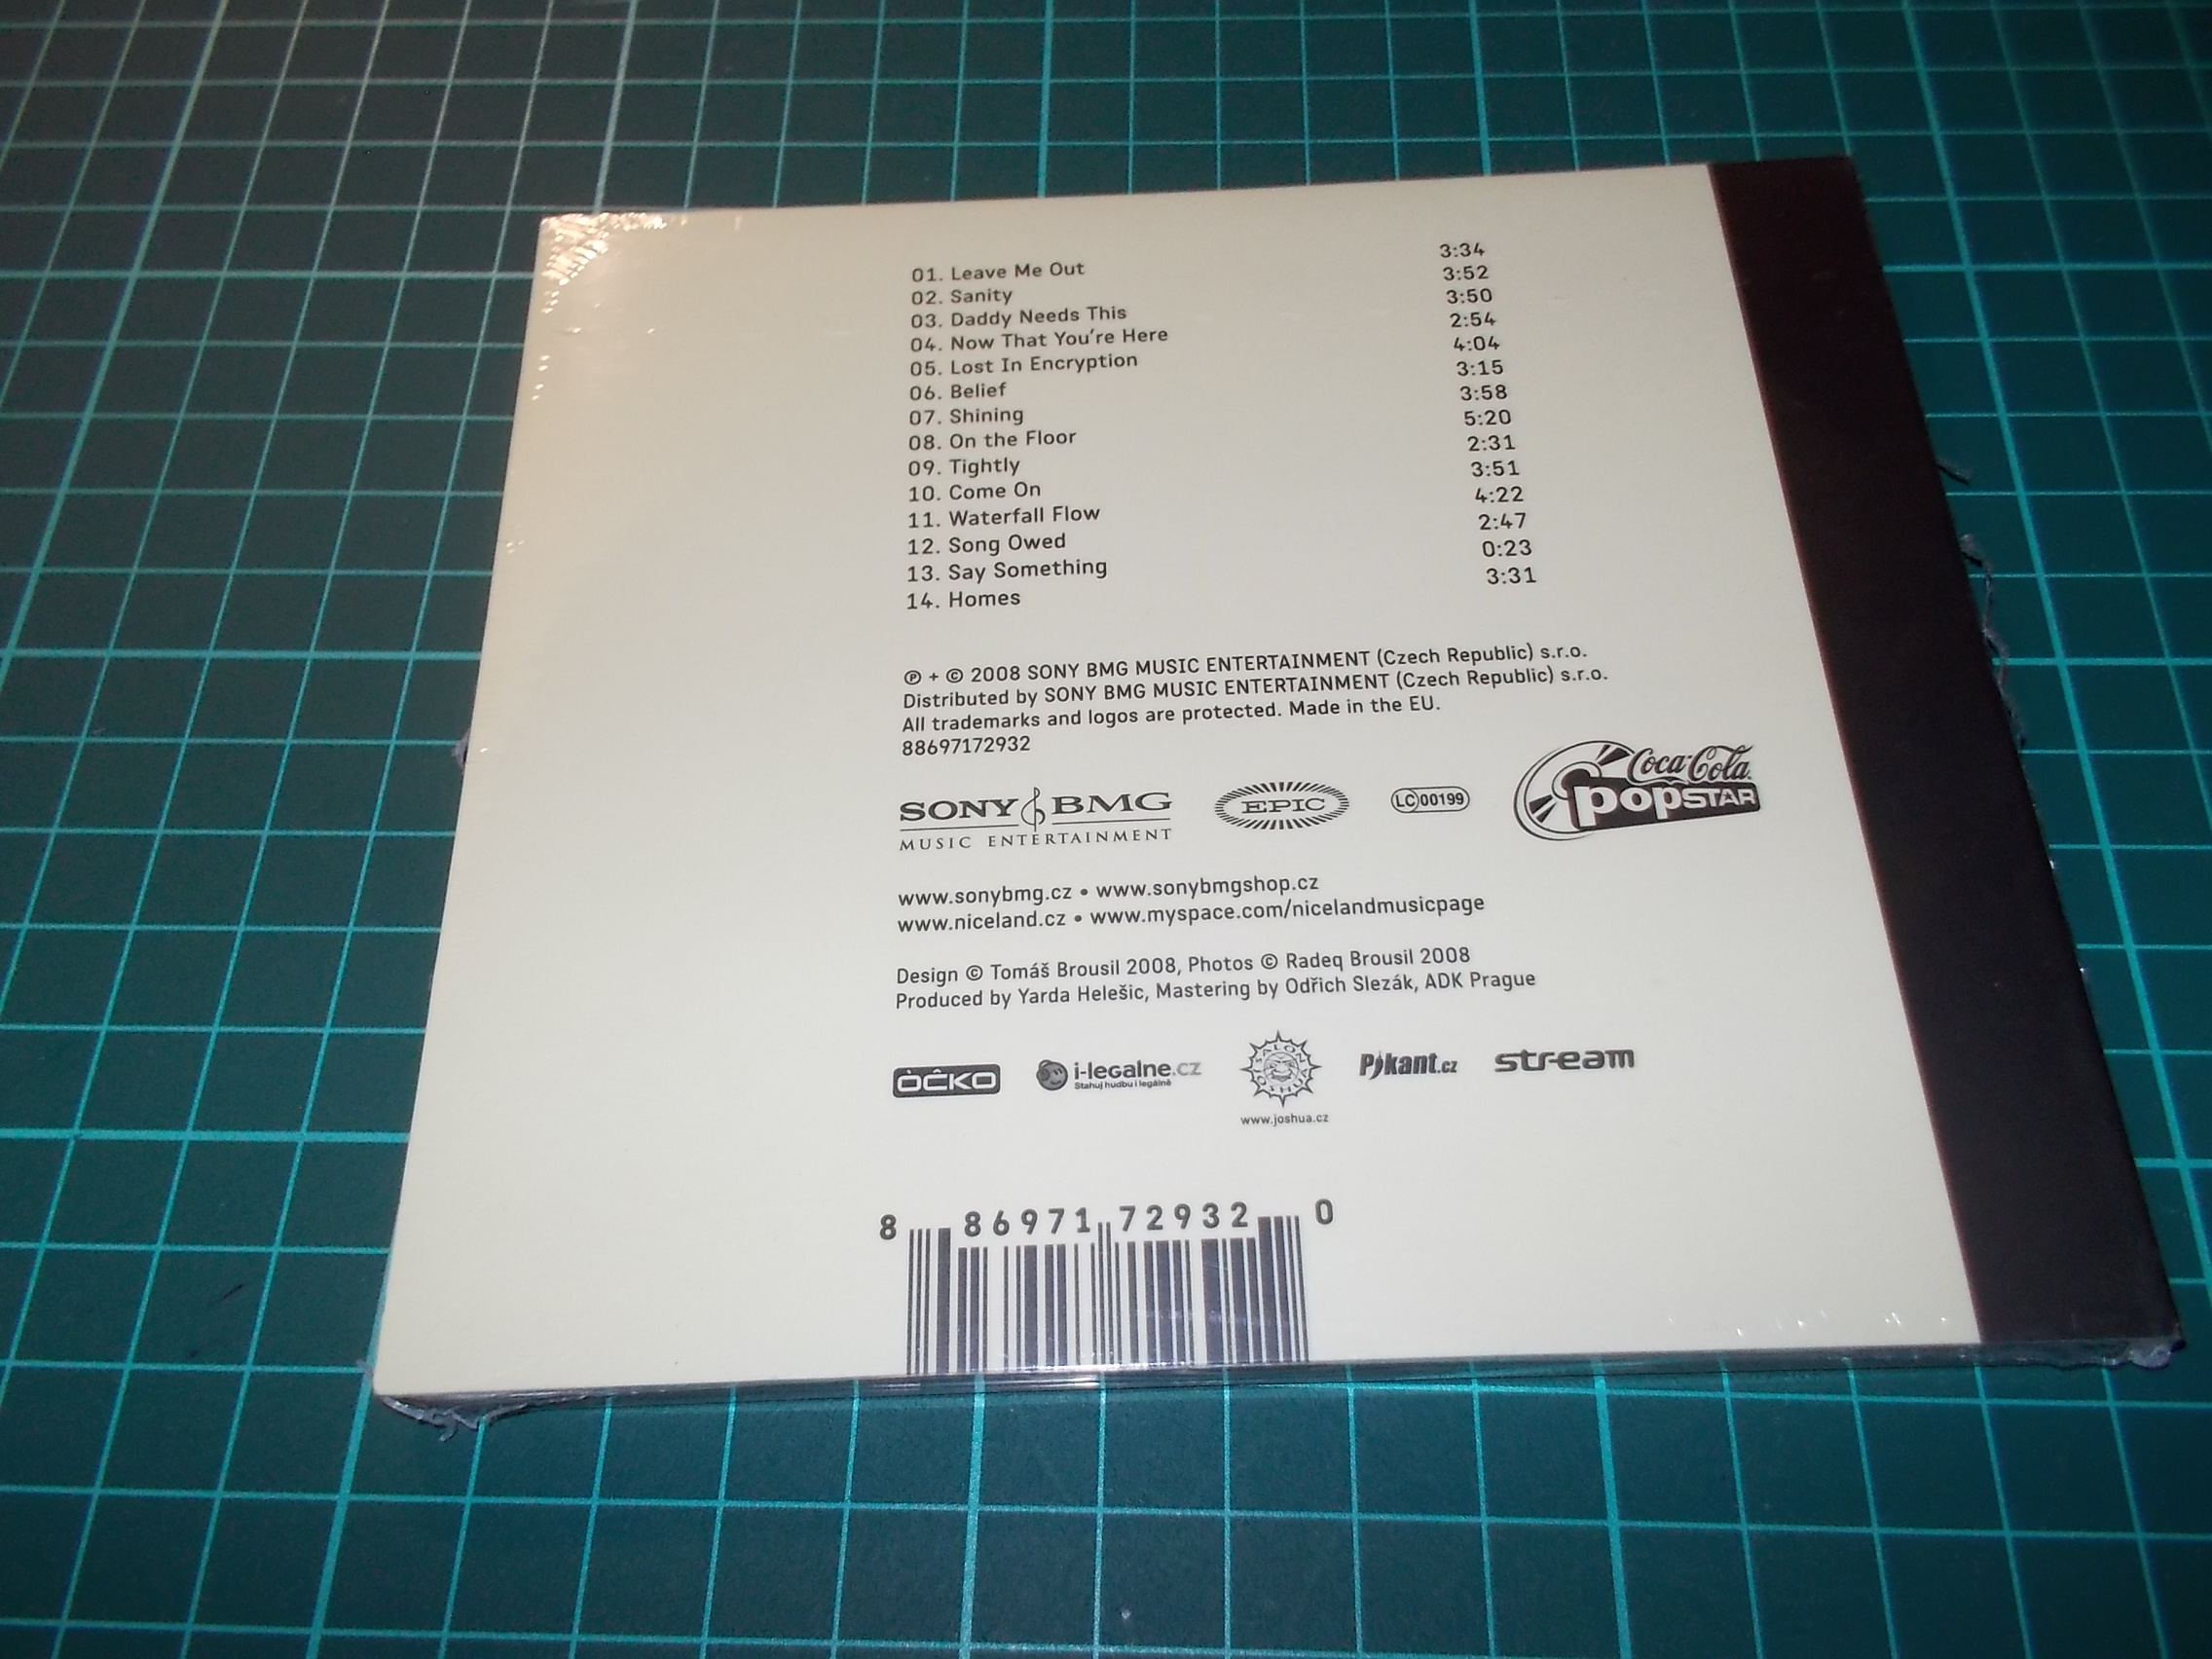 01. Leave Me Out 3:34
02. Sanity 3:52
03. Daddy Needs This 3:50
04. Now That You're Here 2:54
05. Lost In Encryption 4:04
06. Belief 3:15
07. Shining 3:58
08. On the Floor 5:20
09. Tightly 2:31
10. Come On 3:51
11. Waterfall Flow 4:22
12. Song Owed 2:47
13. Say Something 0:23
14. Homes 3:31
℗ + © 2008 SONY BMG MUSIC ENTERTAINMENT (Czech Republic) s.r.o.
Distributed by SONY BMG MUSIC ENTERTAINMENT (Czech Republic) s.r.o.
All trademarks and logos are protected. Made in the EU.
88697172932
SONY BMG
MUSIC ENTERTAINMENT
EPIC
LC 00199
Coca-Cola
popSTAR
www.sonybmg.cz • www.sonybmgshop.cz
www.niceland.cz • www.myspace.com/nicelandmusicpage
Design © Tomáš Brousil 2008, Photos © Radeq Brousil 2008
Produced by Yarda Helešic, Mastering by Odřich Slezák, ADK Prague
ÒČKO
i-legalne.cz
Stahuj hudbu i legálně
SALON JOSHUA
www.joshua.cz
Pikant.cz
stream
8 86971 72932 0